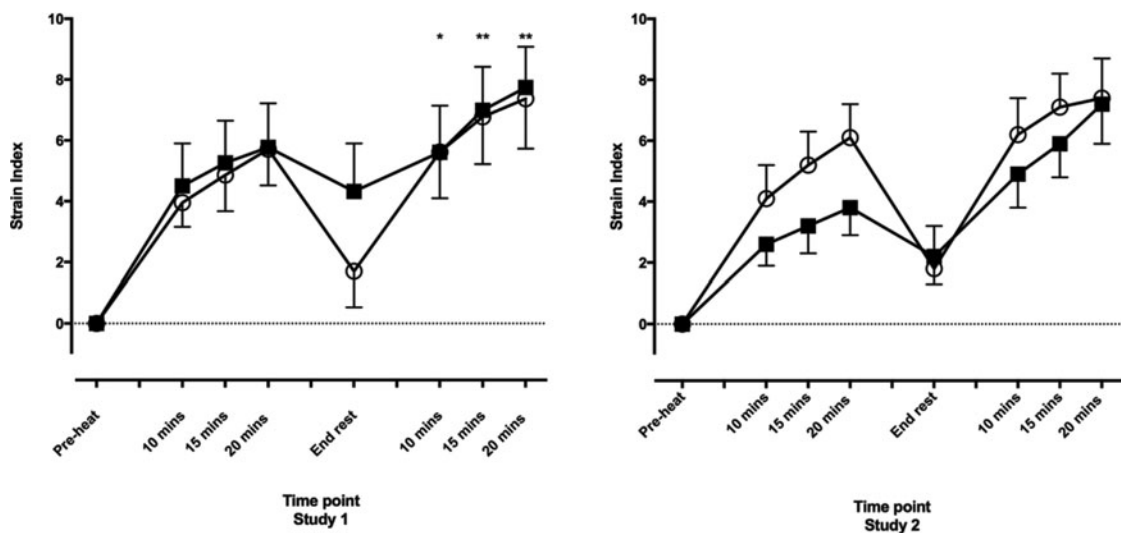 10
8
6
4
2
0
Strain Index
* ** **
Pre-heat
10 mins
15 mins
20 mins
End rest
10 mins
15 mins
20 mins
Time point
Study 1
10
8
6
4
2
0
Strain Index
Pre-heat
10 mins
15 mins
20 mins
End rest
10 mins
15 mins
20 mins
Time point
Study 2